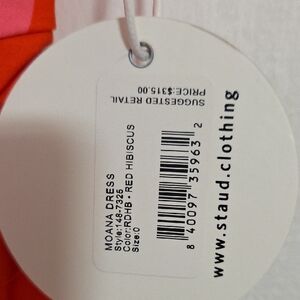 SUGGESTED RETAIL
PRICE:$315.00
MOANA DRESS
Style:148-7325
Color:RDHB - RED HIBISCUS
Size:0
8 40097 35963 2
www.staud.clothing